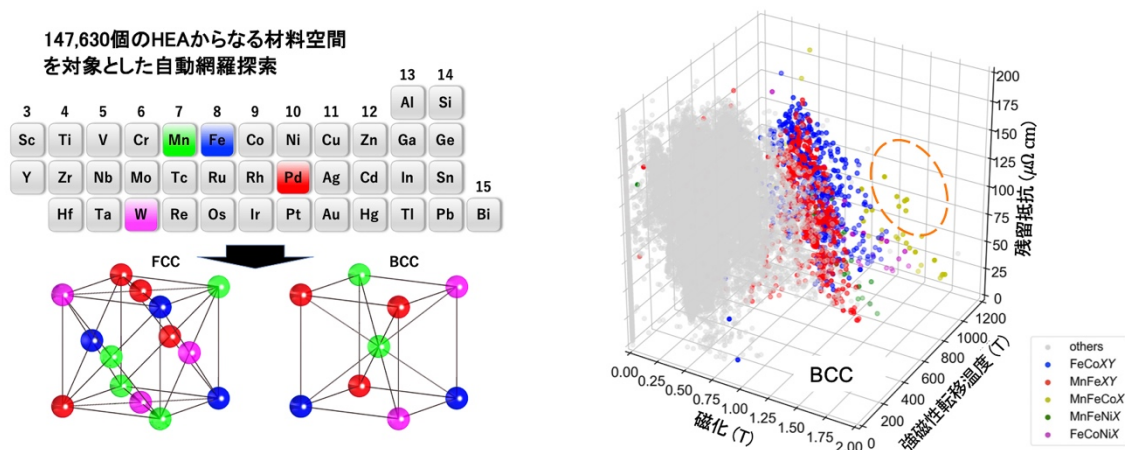 147,630個のHEAからなる材料空間
を対象とした自動網羅探索
13 14
Al Si
3 4 5 6 7 8 9 10 11 12
Sc Ti V Cr Mn Fe Co Ni Cu Zn Ga Ge
Y Zr Nb Mo Tc Ru Rh Pd Ag Cd In Sn
15
Hf Ta W Re Os Ir Pt Au Hg Tl Pb Bi
FCC
BCC
200
175
150
125
100
75
50
25
0
残留抵抗 (μΩ cm)
0.00
0.25
0.50
0.75
1.00
1.25
1.50
1.75
2.00
磁化 (T)
0
200
400
600
800
1000
1200
強磁性転移温度 (T)
BCC
others
FeCoXY
MnFeXY
MnFeCoX
MnFeNiX
FeCoNiX